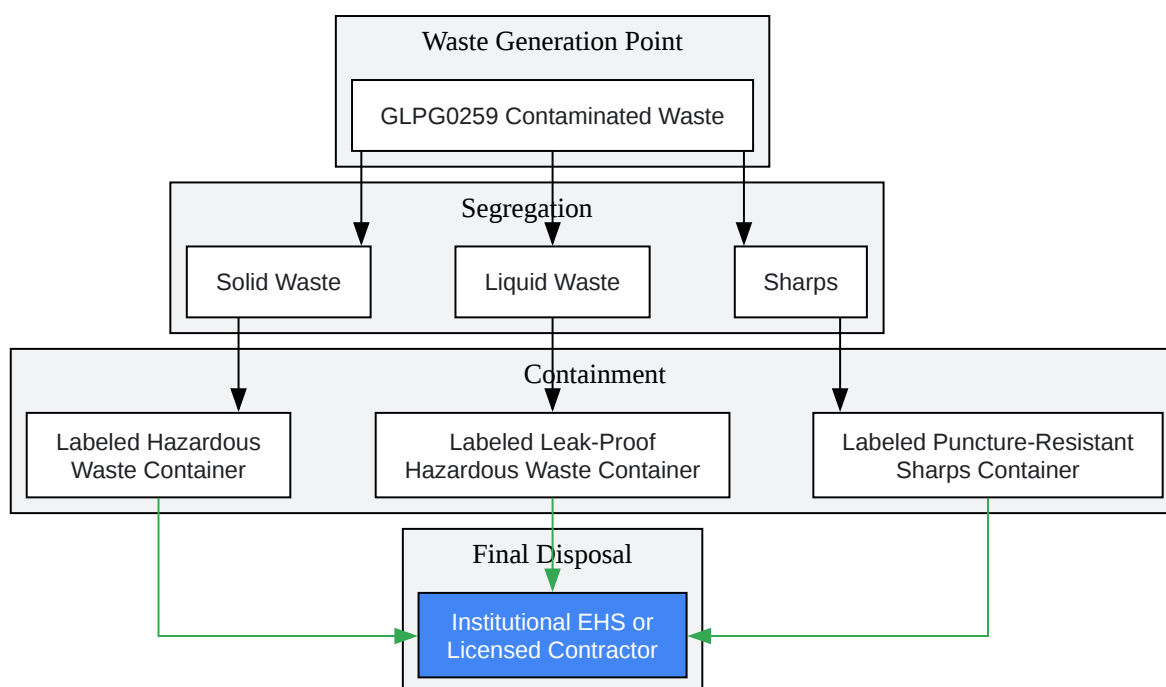 Waste Generation Point
GLPG0259 Contaminated Waste
Segregation
Solid Waste
Liquid Waste
Sharps
Containment
Labeled Hazardous
Waste Container
Labeled Leak-Proof
Hazardous Waste Container
Labeled Puncture-Resistant
Sharps Container
Final Disposal
Institutional EHS or
Licensed Contractor